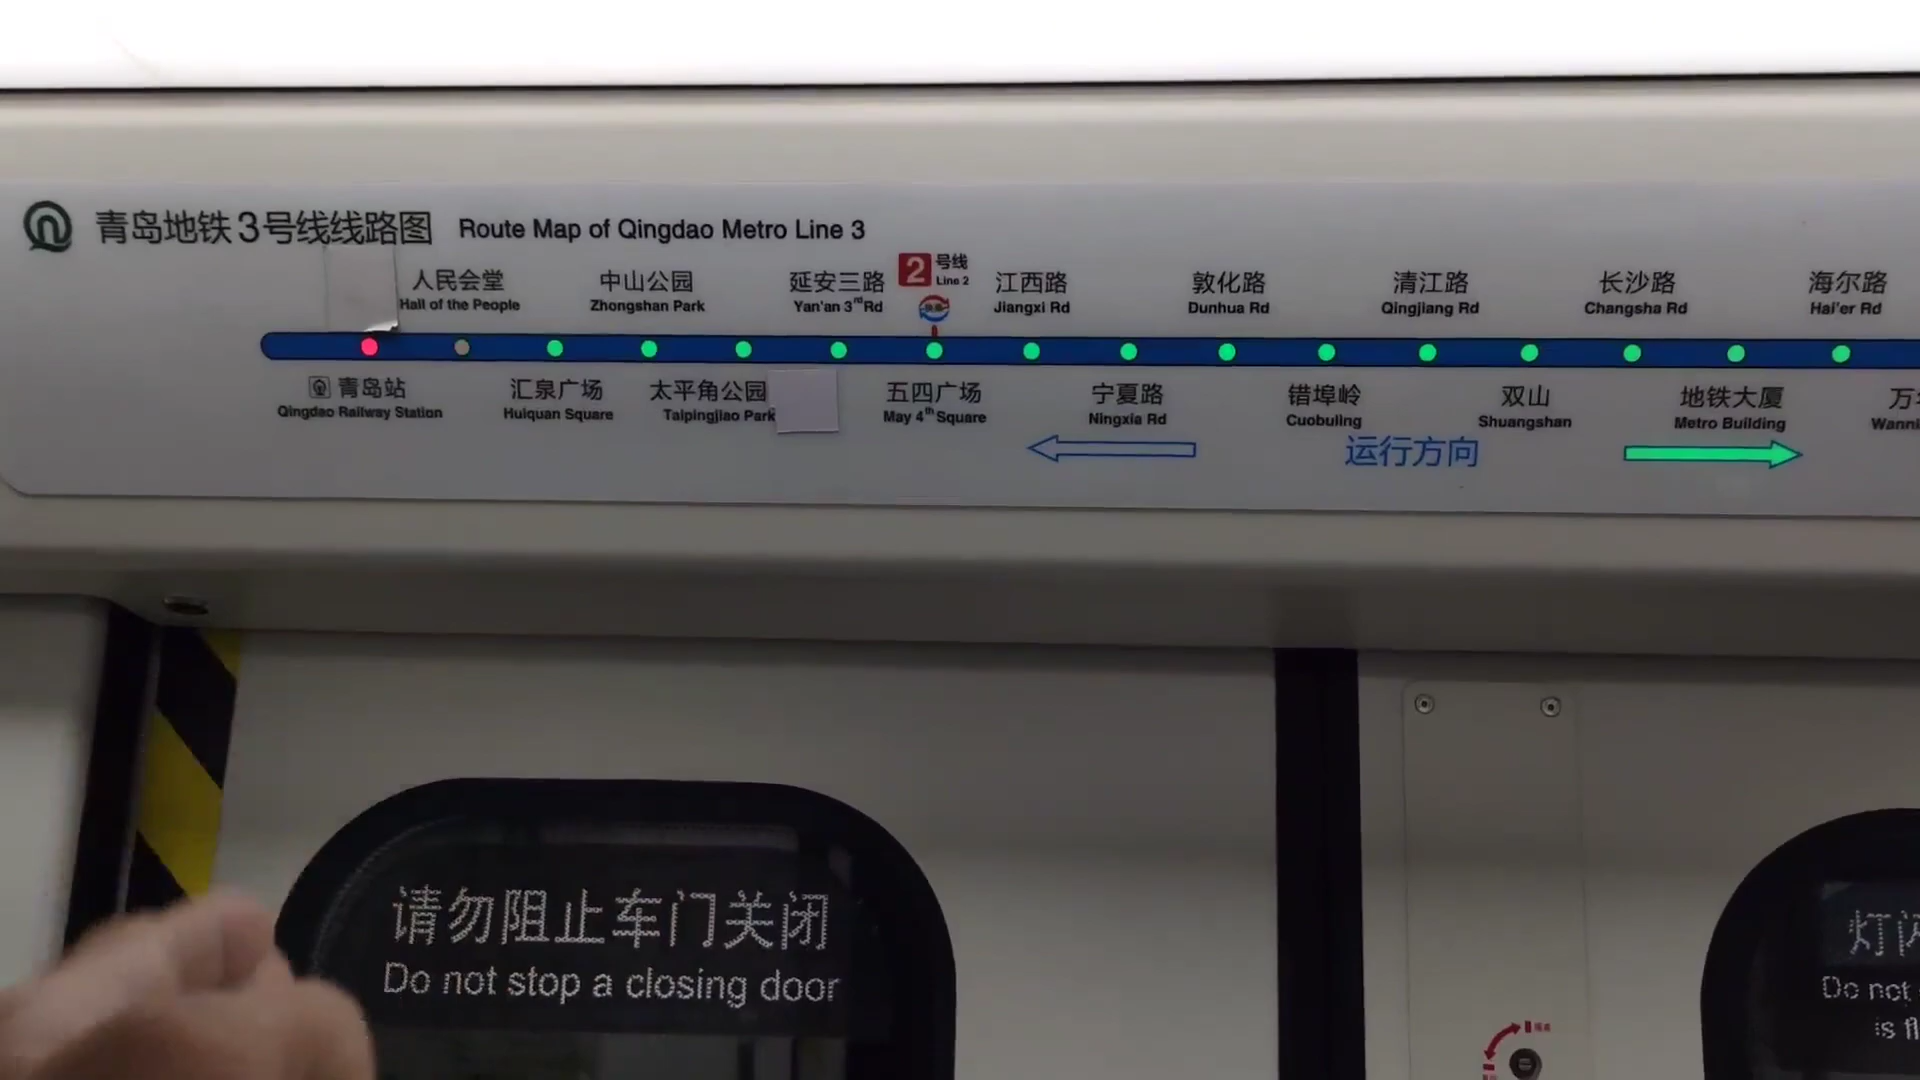 青岛地铁3号线线路图 Route Map of Qingdao Metro Line 3
人民会堂
Hall of the People
中山公园
Zhongshan Park
延安三路
Yan'an 3rd Rd
2 号线
Line 2
江西路
Jiangxi Rd
敦化路
Dunhua Rd
清江路
Qingjiang Rd
长沙路
Changsha Rd
海尔路
Hai'er Rd
青岛站
Qingdao Railway Station
汇泉广场
Huiquan Square
太平角公园
Taipingjiao Park
五四广场
May 4th Square
宁夏路
Ningxia Rd
错埠岭
Cuobuling
双山
Shuangshan
地铁大厦
Metro Building
万
运行方向
请勿阻止车门关闭
Do not stop a closing door
灯
Do not
is